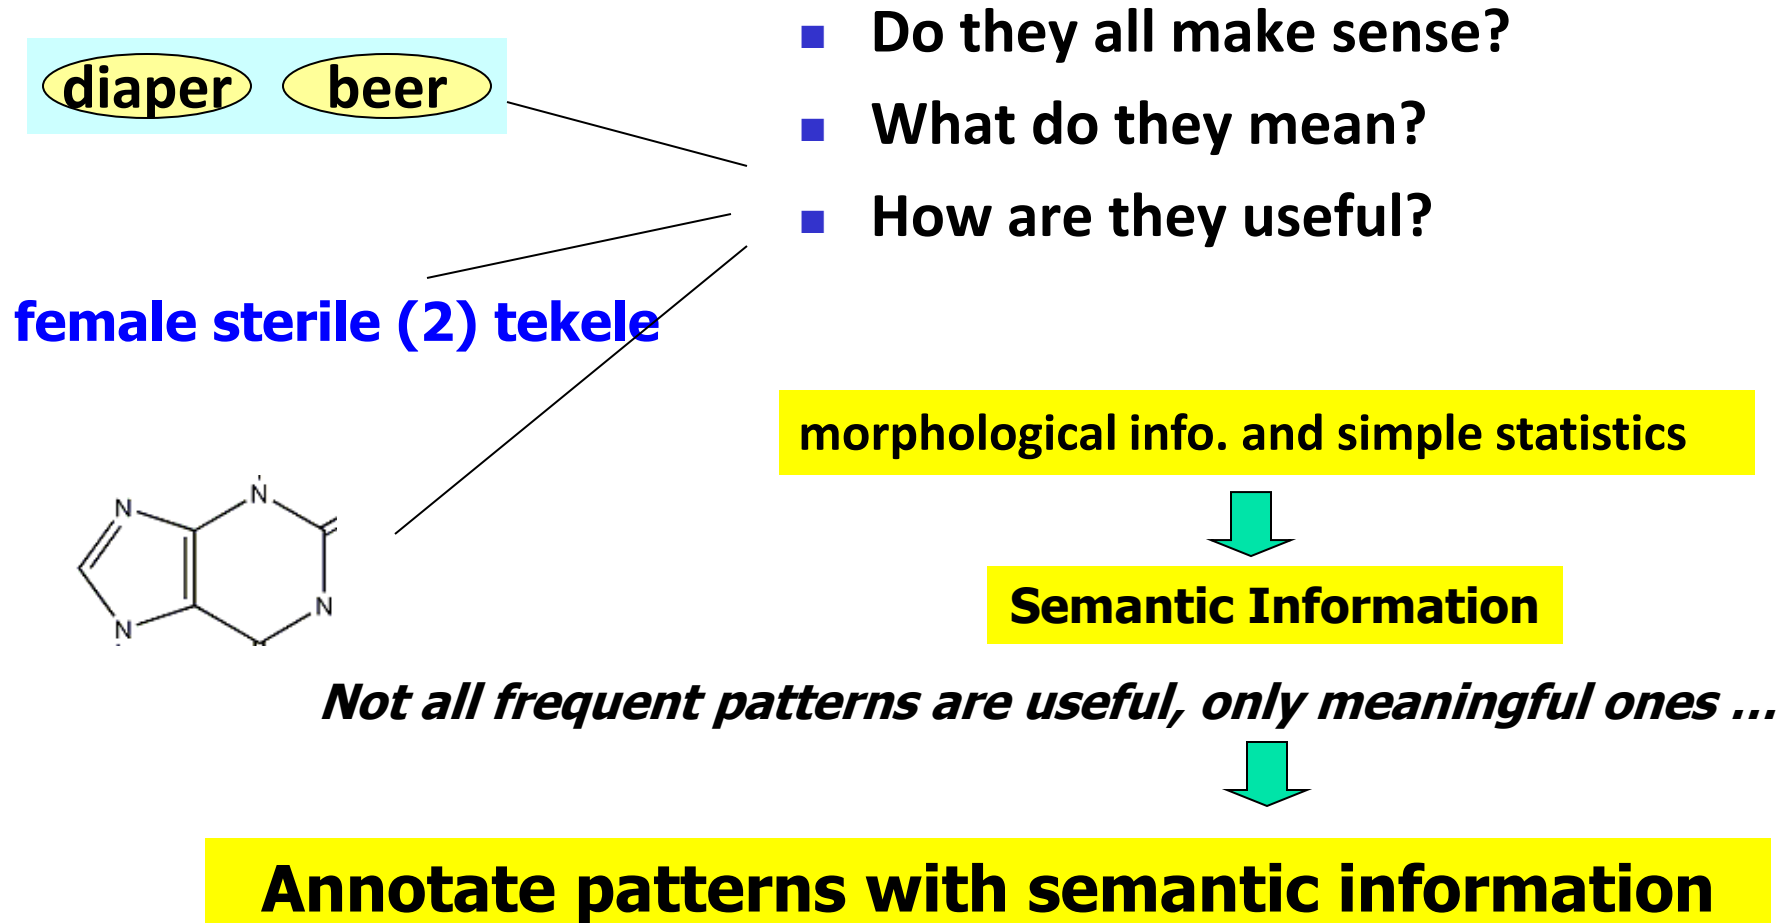 diaper beer
Do they all make sense?
What do they mean?
How are they useful?
female sterile (2) tekele
morphological info. and simple statistics
N
N
N
N
Semantic Information
Not all frequent patterns are useful, only meaningful ones ...
Annotate patterns with semantic information